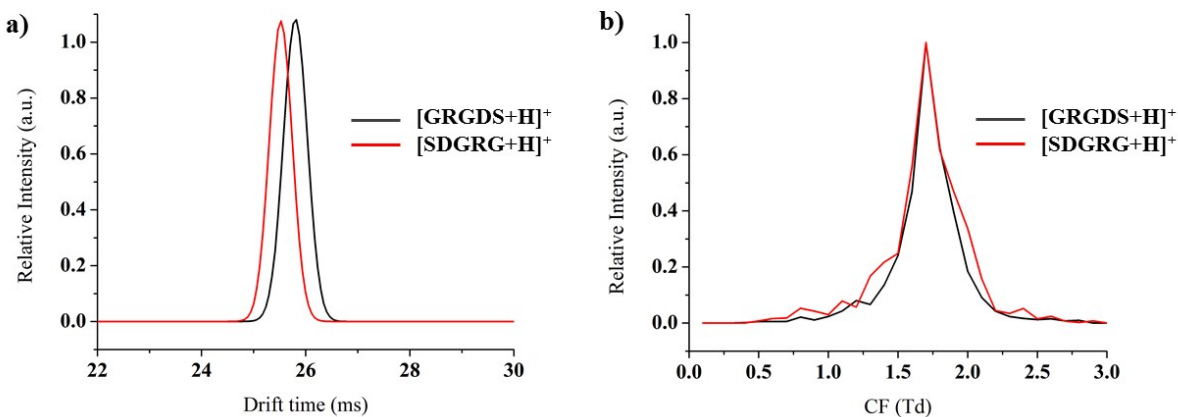 a)
Relative Intensity (a.u.)
1.0
0.8
0.6
0.4
0.2
0.0
22 24 26 28 30
Drift time (ms)
[GRGDS+H]⁺
[SDGRG+H]⁺
b)
Relative Intensity (a.u.)
1.0
0.8
0.6
0.4
0.2
0.0
0.0 0.5 1.0 1.5 2.0 2.5 3.0
CF (Td)
[GRGDS+H]⁺
[SDGRG+H]⁺